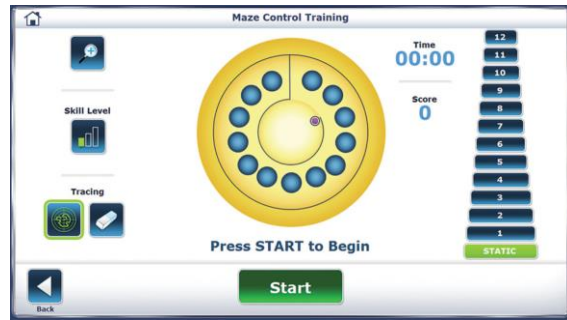 Maze Control Training
Skill Level
Tracing
Time
00:00
Score
0
12
11
10
9
8
7
6
5
4
3
2
1
STATIC
Press START to Begin
Back
Start